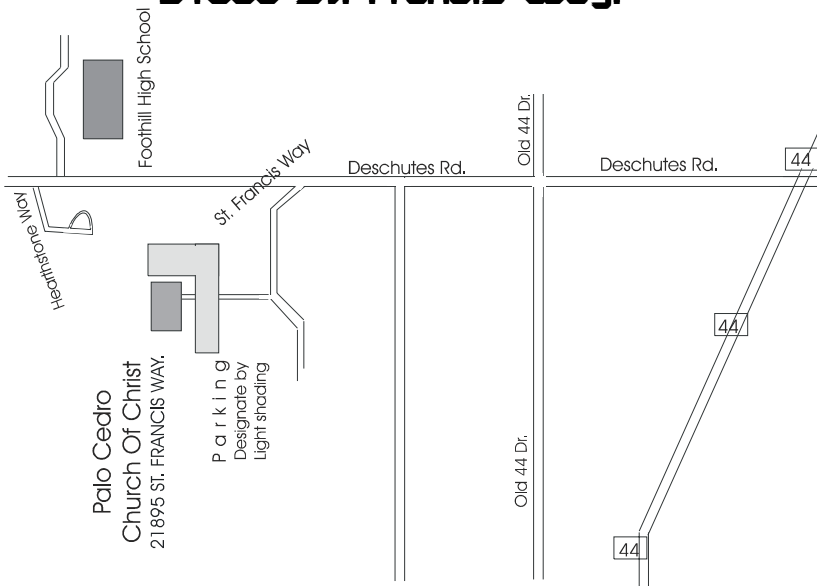 Foothill High School
St. Francis Way
Deschutes Rd.
Old 44 Dr.
Deschutes Rd.
44
Hearthstone Way
44
Palo Cedro
Church Of Christ
21895 ST. FRANCIS WAY.
Parking
Designate by
Light shading
Old 44 Dr.
44